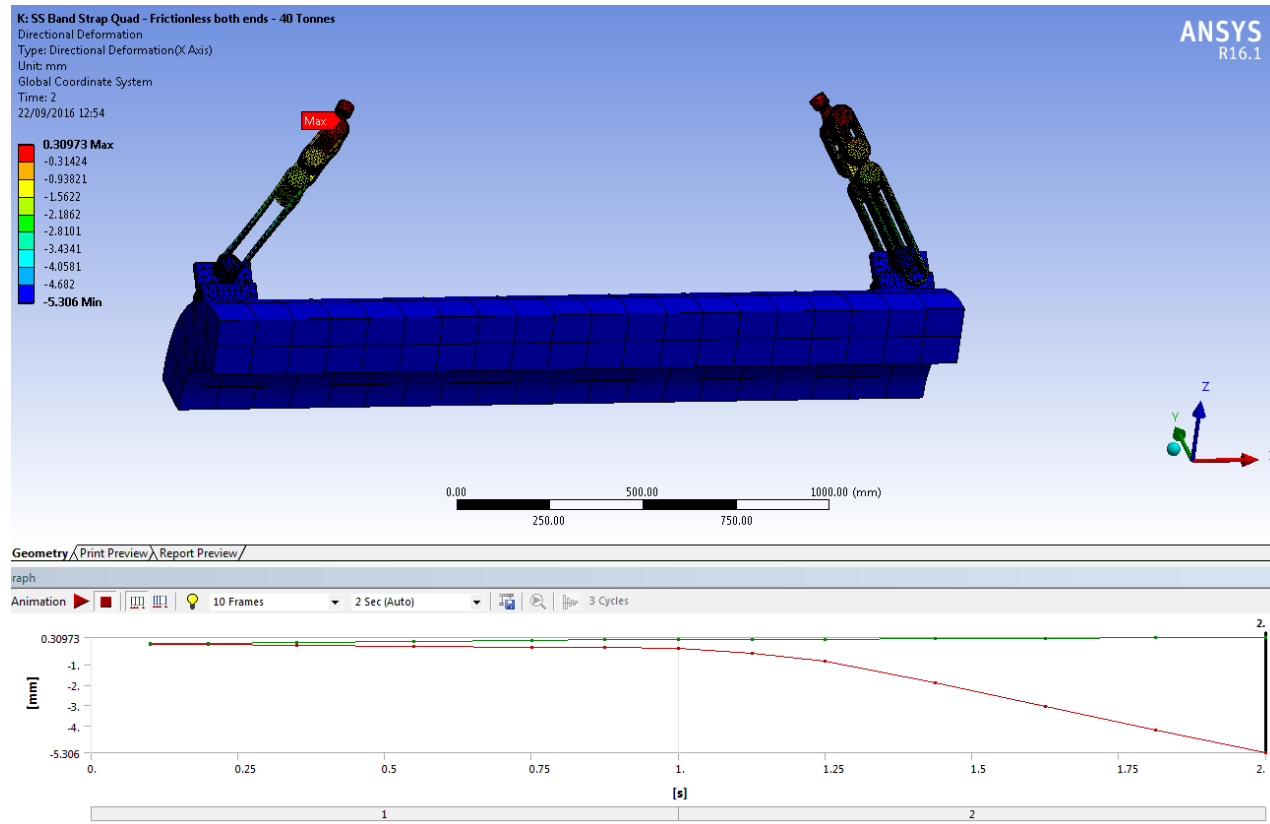 K: SS Band Strap Quad - Frictionless both ends - 40 Tonnes
Directional Deformation
Type: Directional Deformation(X Axis)
Unit: mm
Global Coordinate System
Time: 2
22/09/2016 12:54
ANSYS
R16.1
Max
0.30973 Max
-0.31424
-0.93821
-1.5622
-2.1862
-2.8101
-3.4341
-4.0581
-4.682
-5.306 Min
Z
Y
0.00 500.00 1000.00 (mm)
250.00 750.00
Geometry Print Preview Report Preview
raph
Animation 10 Frames 2 Sec (Auto) 3 Cycles
2.
0.30973
-1.
-2.
-3.
-4.
-5.306
[mm]
0. 0.25 0.5 0.75 1. 1.25 1.5 1.75 2.
[s]
1 2